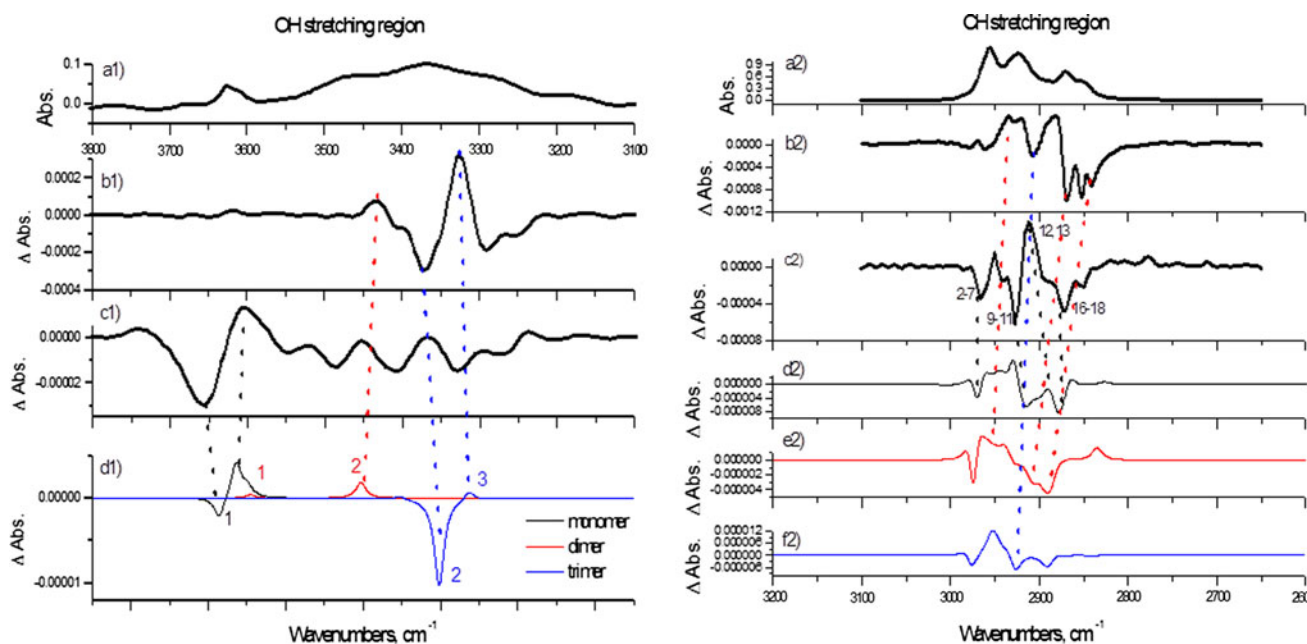 OH stretching region
a1)
Abs.
0.1
0.0
3800 3700 3600 3500 3400 3300 3200 3100
b1)
Δ Abs.
0.0002
0.0000
-0.0002
-0.0004
c1)
Δ Abs.
0.00000
-0.00002
d1)
Δ Abs.
0.00000
-0.00001
1
1
2
2
3
monomer
dimer
trimer
Wavenumbers, cm⁻¹
CH stretching region
a2)
Abs.
0.9
0.6
0.3
0.0
b2)
Δ Abs.
0.0000
-0.0004
-0.0008
-0.0012
c2)
Δ Abs.
0.00000
-0.00004
-0.00008
2-7
9-11
12,13
16-18
d2)
Δ Abs.
0.000000
-0.000004
-0.000008
e2)
Δ Abs.
0.000000
-0.000002
-0.000004
f2)
Δ Abs.
0.000012
0.000006
0.000000
-0.000006
3200 3100 3000 2900 2800 2700 260
Wavenumbers, cm⁻¹